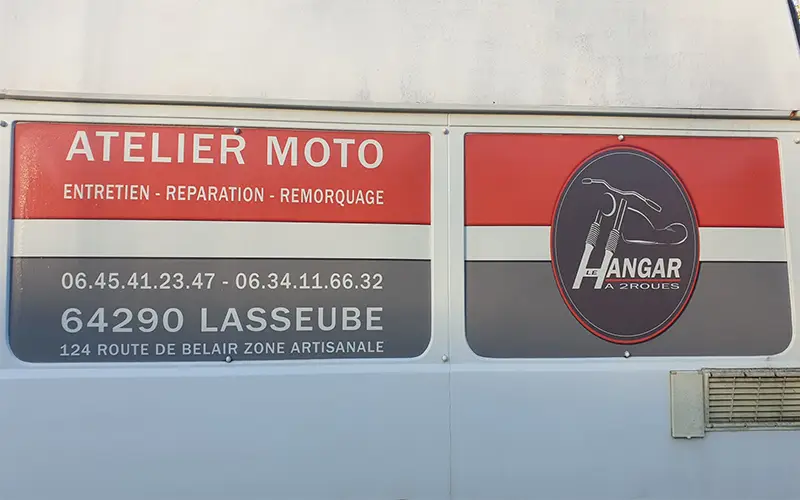 ATELIER MOTO
ENTRETIEN - REPARATION - REMORQUAGE
06.45.41.23.47 - 06.34.11.66.32
64290 LASSEUBE
124 ROUTE DE BELAIR ZONE ARTISANALE
LE HANGAR
A 2ROUES